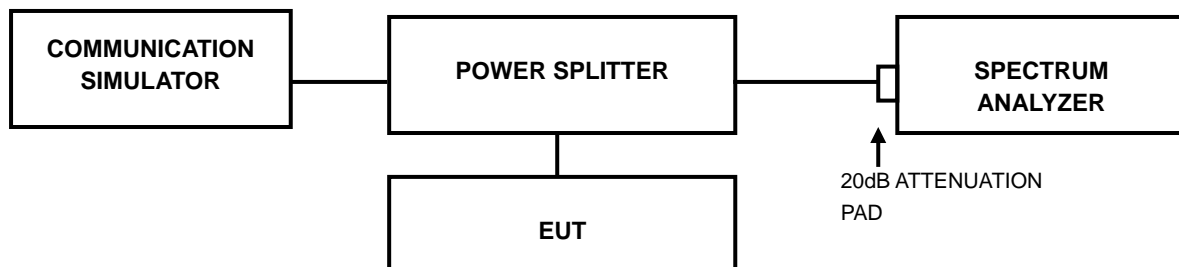 COMMUNICATION
SIMULATOR
POWER SPLITTER
SPECTRUM
ANALYZER
20dB ATTENUATION
PAD
EUT